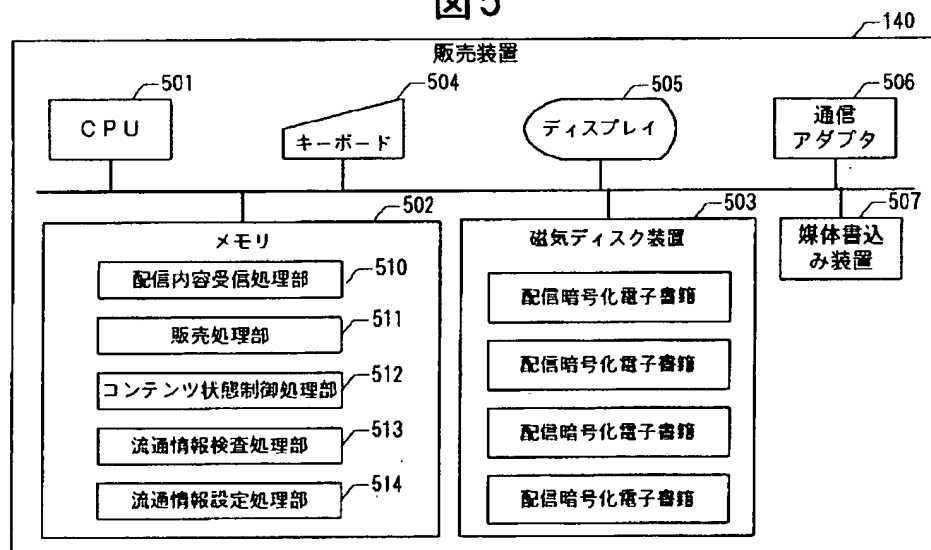 図5
140
販売装置
501
504
505
506
CPU
キーボード
ディスプレイ
通信
アダプタ
502
503
507
メモリ
磁気ディスク装置
媒体書込
み装置
配信内容受信処理部
510
販売処理部
511
コンテンツ状態制御処理部
512
流通情報検査処理部
513
流通情報設定処理部
514
配信暗号化電子書籍
配信暗号化電子書籍
配信暗号化電子書籍
配信暗号化電子書籍